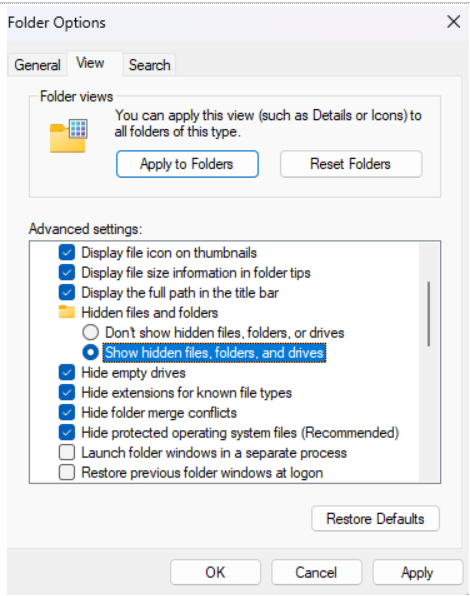 Folder Options
General View Search
Folder views
You can apply this view (such as Details or Icons) to
all folders of this type.
Apply to Folders Reset Folders
Advanced settings:
Display file icon on thumbnails
Display file size information in folder tips
Display the full path in the title bar
Hidden files and folders
Don't show hidden files, folders, or drives
Show hidden files, folders, and drives
Hide empty drives
Hide extensions for known file types
Hide folder merge conflicts
Hide protected operating system files (Recommended)
Launch folder windows in a separate process
Restore previous folder windows at logon
Restore Defaults
OK Cancel Apply